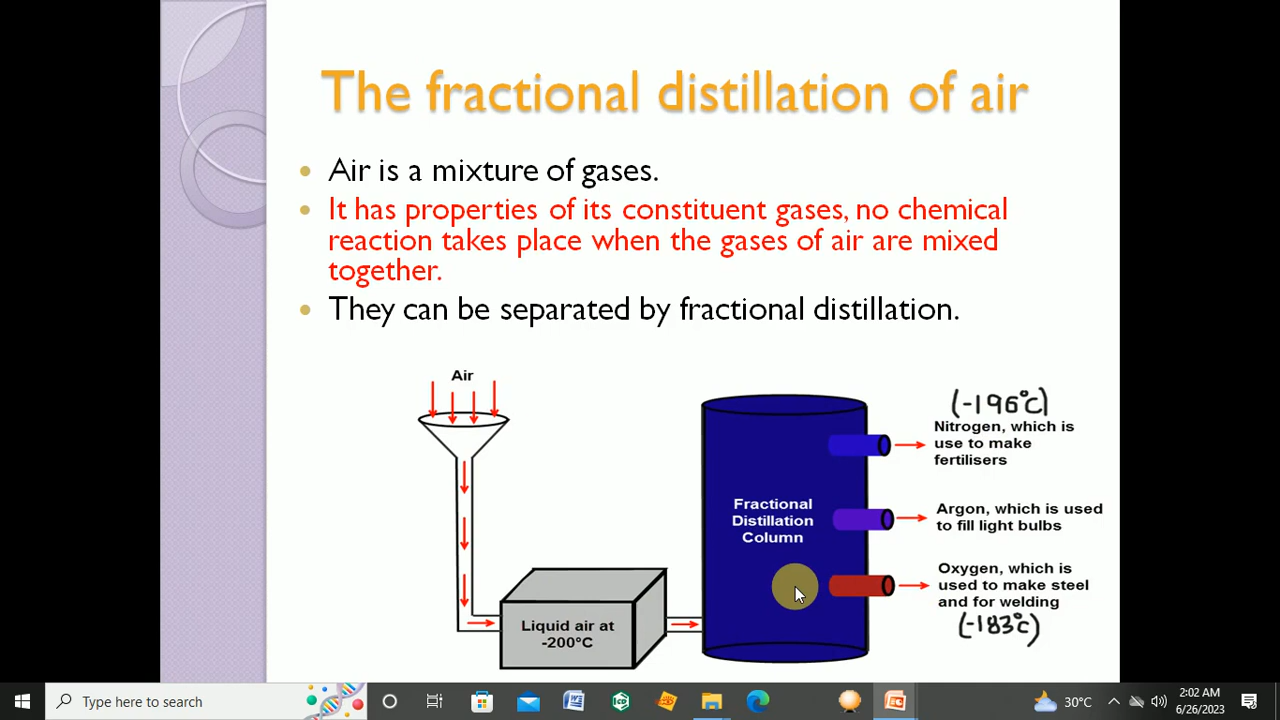 The fractional distillation of air
Air is a mixture of gases.
It has properties of its constituent gases, no chemical
reaction takes place when the gases of air are mixed
together.
They can be separated by fractional distillation.
Air
Liquid air at
-200°C
Fractional
Distillation
Column
(-196°C)
Nitrogen, which is
use to make
fertilisers
Argon, which is used
to fill light bulbs
Oxygen, which is
used to make steel
and for welding
(-183°C)
Type here to search
30°C
2:02 AM
6/26/2023